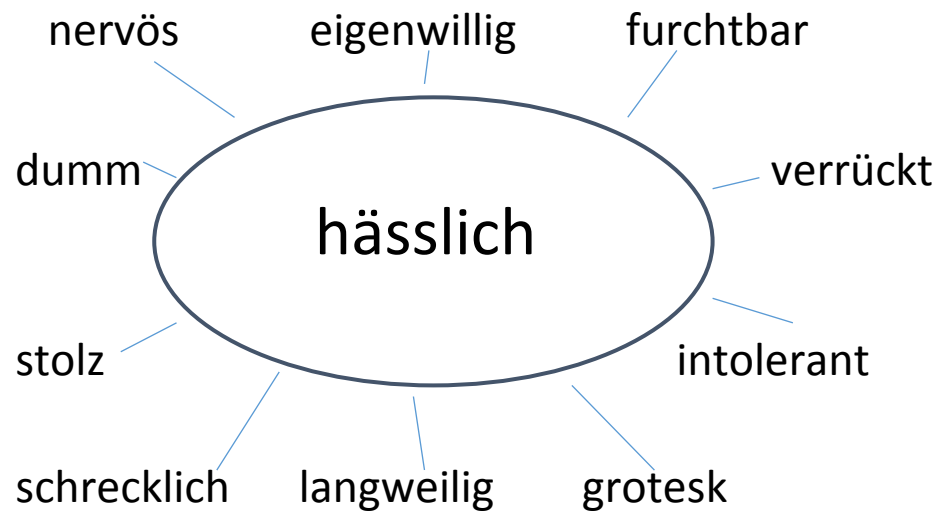 nervös eigenwillig furchtbar
dumm verrückt
hässlich
stolz intolerant
schrecklich langweilig grotesk